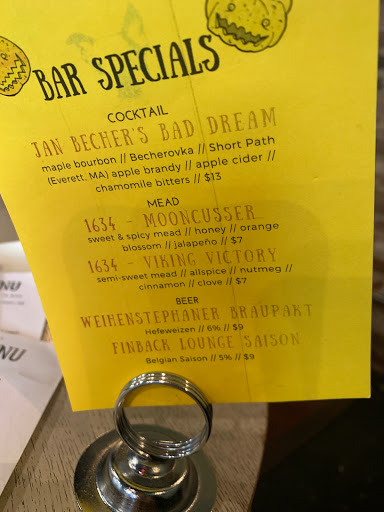 BAR SPECIALS
COCKTAIL
JAN BECHER'S BAD DREAM
maple bourbon // Becherovka // Short Path
(Everett, MA) apple brandy // apple cider //
chamomile bitters // $13
MEAD
1634 - MOONCUSSER
sweet & spicy mead // honey // orange
blossom // jalapeño // $7
1634 - VIKING VICTORY
semi-sweet mead // allspice // nutmeg //
cinnamon // clove // $7
BEER
WEIHENSTEPHANER BRAUPAKT
Hefeweizen // 6% // $9
FINBACK LOUNGE SAISON
Belgian Saison // 5% // $9
NU